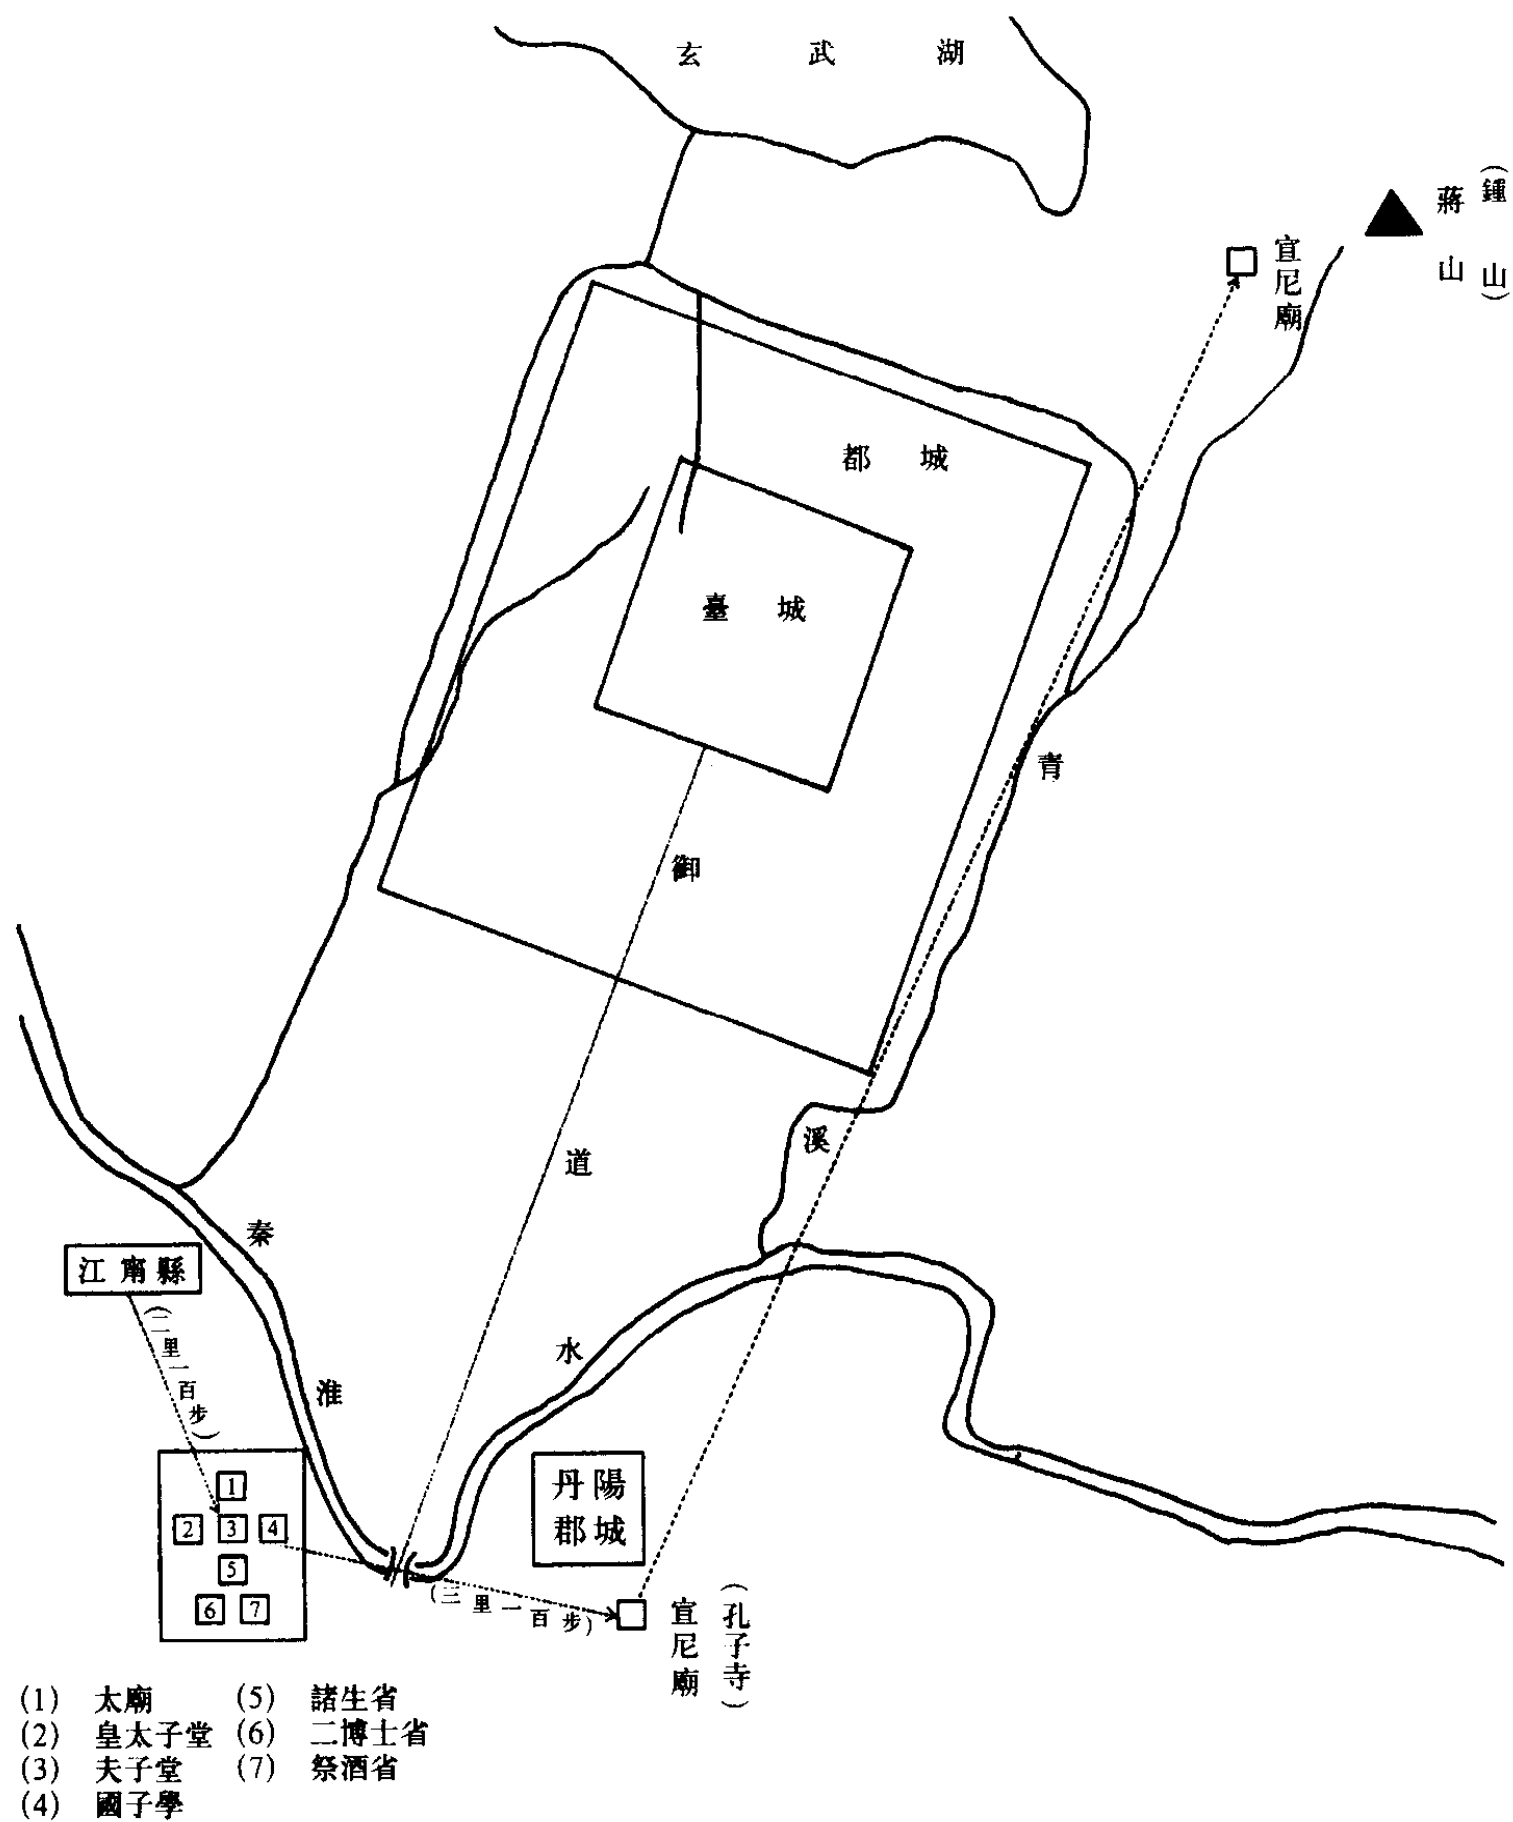 玄武湖
蔣山
(鍾山)
宣尼廟
都城
臺城
青溪
御道
秦淮水
江甯縣
(二里一百步)
1
2 3 4
5
6 7
丹陽
郡城
(三里一百步)
宣尼廟
(孔子寺)
(1) 太廟 (5) 諸生省
(2) 皇太子堂 (6) 二博士省
(3) 夫子堂 (7) 祭酒省
(4) 國子學